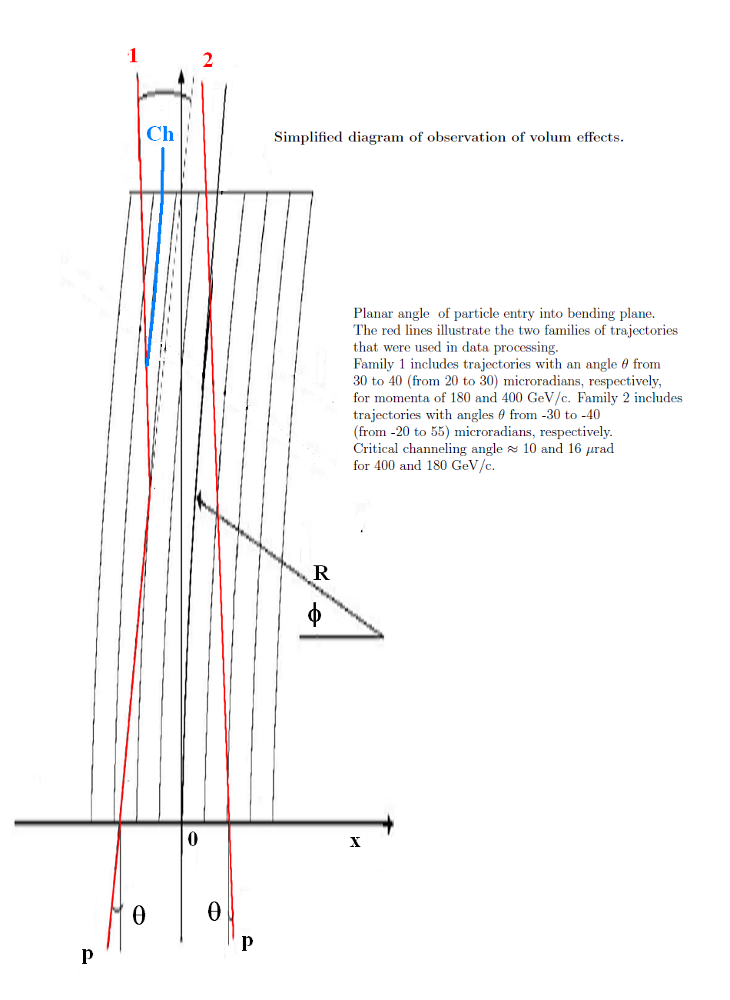 1
2
Ch
Simplified diagram of observation of volum effects.
Planar angle of particle entry into bending plane.
The red lines illustrate the two families of trajectories
that were used in data processing.
Family 1 includes trajectories with an angle θ from
30 to 40 (from 20 to 30) microradians, respectively,
for momenta of 180 and 400 GeV/c. Family 2 includes
trajectories with angles θ from -30 to -40
(from -20 to 55) microradians, respectively.
Critical channeling angle ≈ 10 and 16 μrad
for 400 and 180 GeV/c.
R
ϕ
0
x
θ
θ
p
p